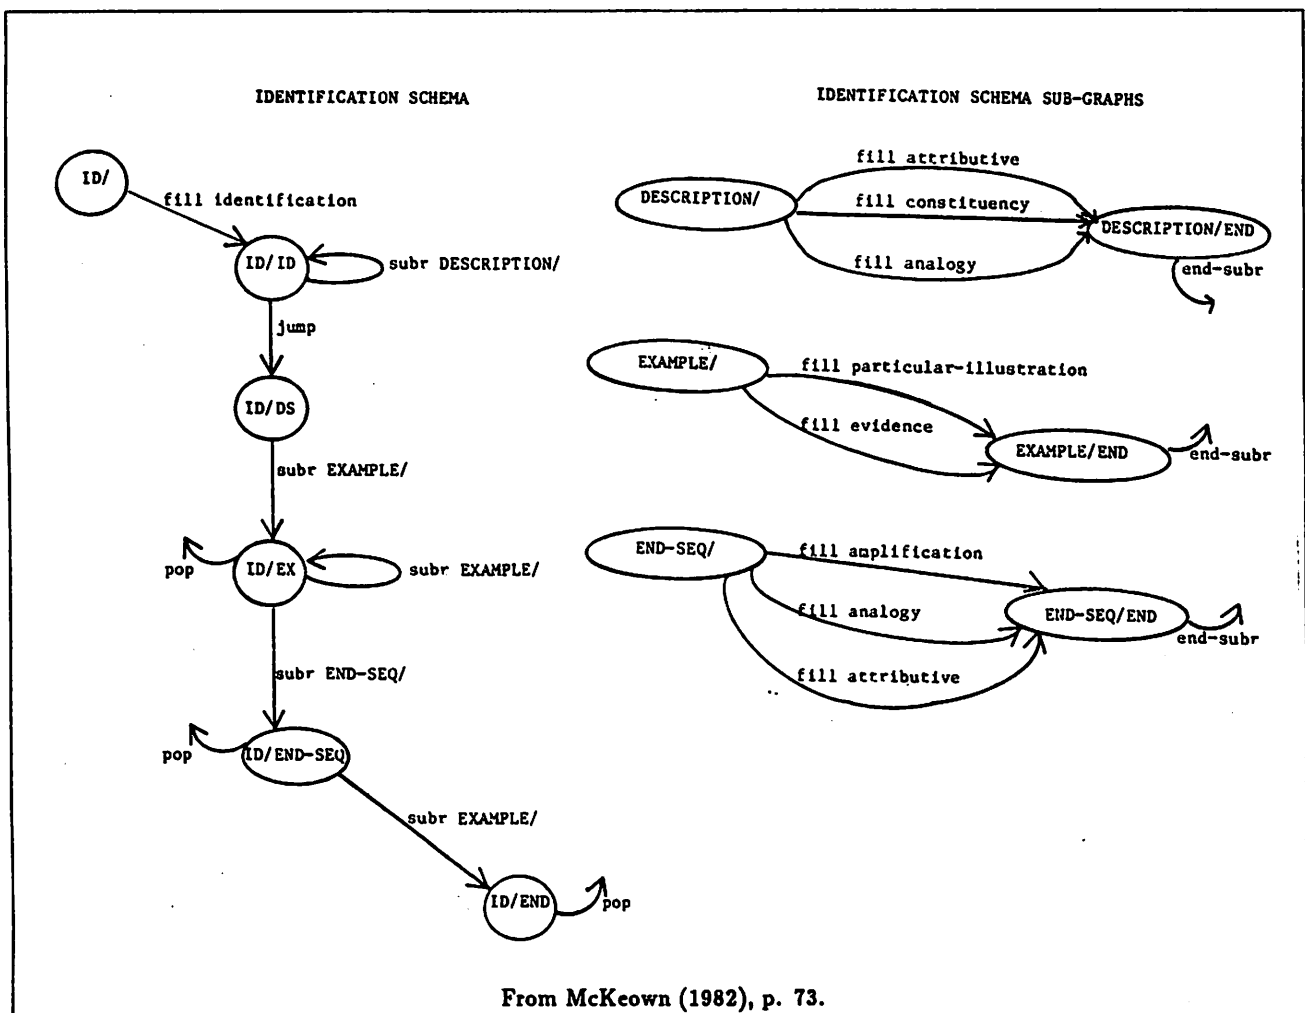 IDENTIFICATION SCHEMA
ID/
fill identification
ID/ID
subr DESCRIPTION/
jump
ID/DS
subr EXAMPLE/
pop
ID/EX
subr EXAMPLE/
subr END-SEQ/
pop
ID/END-SEQ
subr EXAMPLE/
ID/END
pop
IDENTIFICATION SCHEMA SUB-GRAPHS
DESCRIPTION/
fill attributive
fill constituency
fill analogy
DESCRIPTION/END
end-subr
EXAMPLE/
fill particular-illustration
fill evidence
EXAMPLE/END
end-subr
END-SEQ/
fill amplification
fill analogy
fill attributive
END-SEQ/END
end-subr
From McKeown (1982), p. 73.